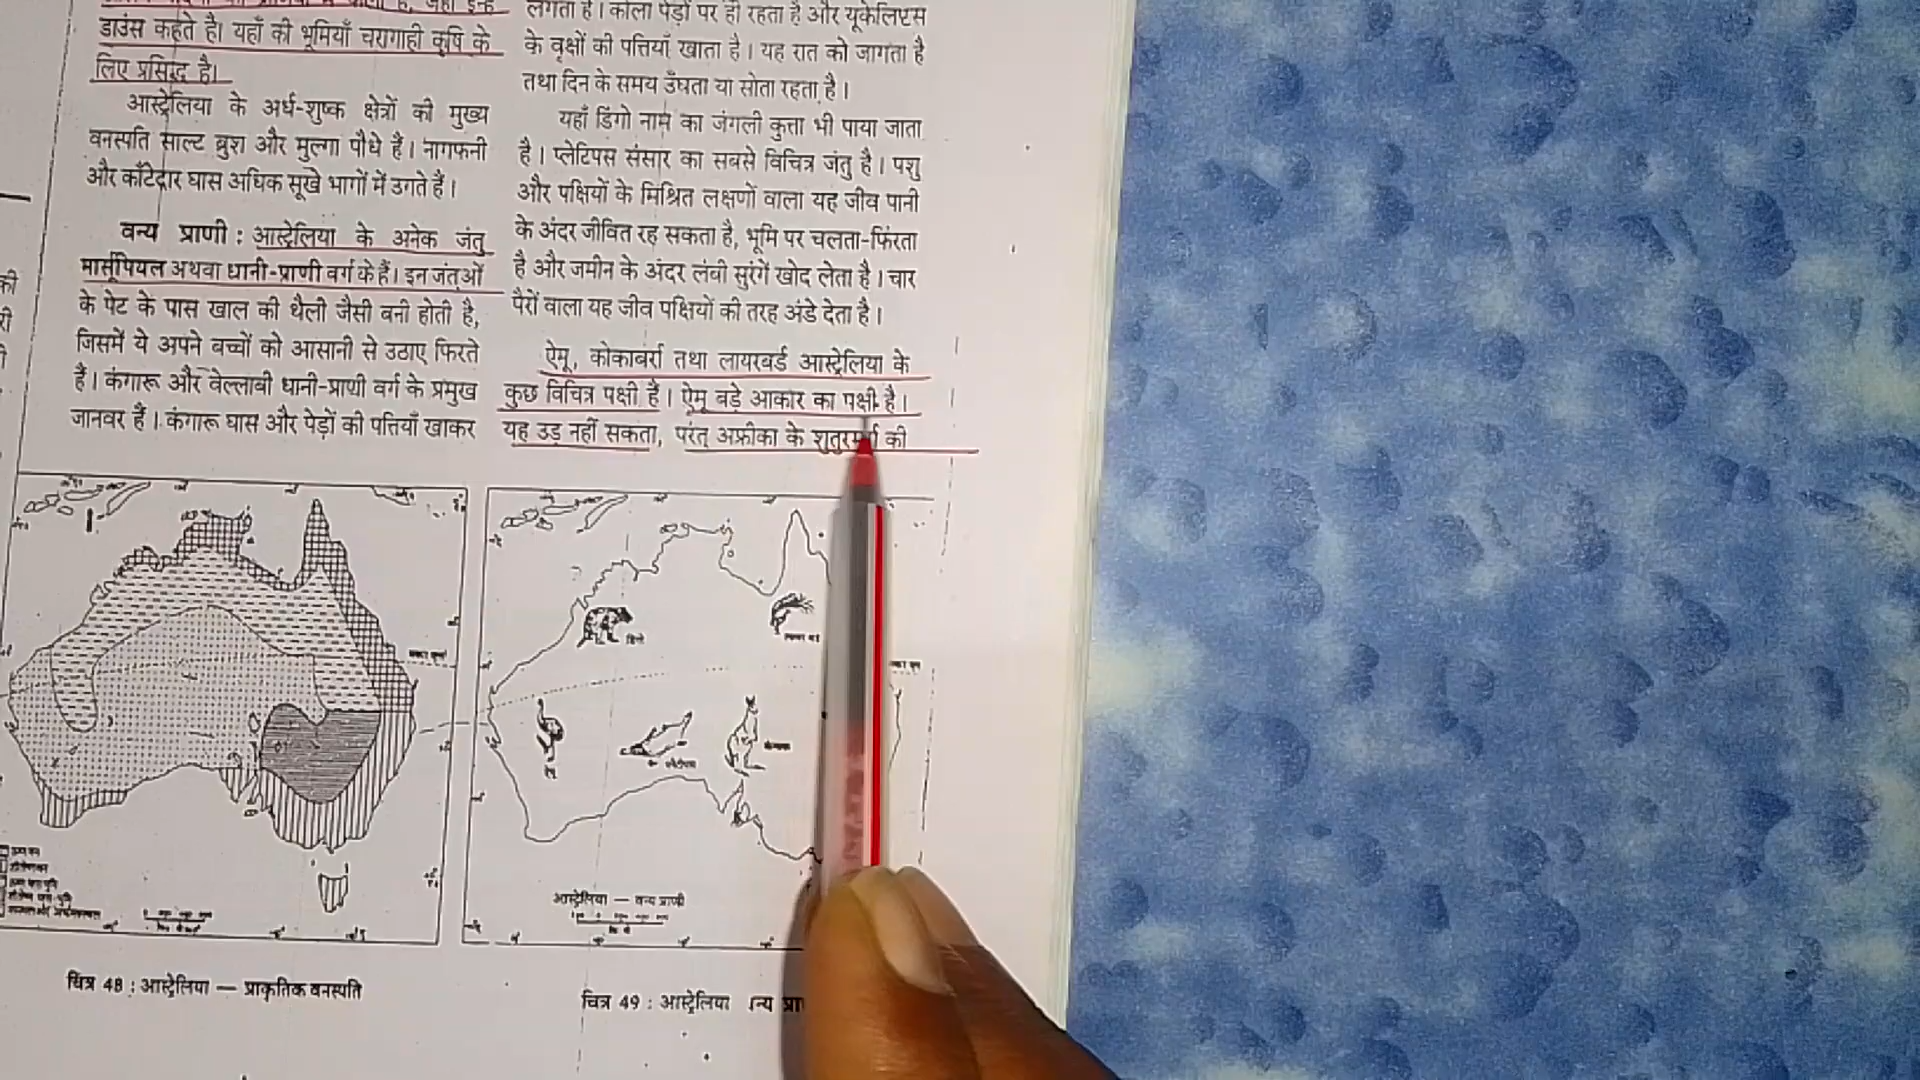 डाउंस कहते है। यहाँ की भूमियाँ चरागाही कृषि के
लिए प्रसिद्ध है।
आस्ट्रेलिया के अर्ध-शुष्क क्षेत्रों की मुख्य
वनस्पति साल्ट ब्रुश और मुल्गा पौधे हैं। नागफनी
और काँटेदार घास अधिक सूखे भागों में उगते हैं।
वन्य प्राणी : आस्ट्रेलिया के अनेक जंतु
मार्सूपियल अथवा धानी-प्राणी वर्ग के हैं। इन जंतुओं
के पेट के पास खाल की थैली जैसी बनी होती है,
जिसमें ये अपने बच्चों को आसानी से उठाए फिरते
हैं। कंगारू और वेल्लाबी धानी-प्राणी वर्ग के प्रमुख
जानवर हैं। कंगारू घास और पेड़ों की पत्तियाँ खाकर
लगता है। कोला पेड़ों पर ही रहता है और यूकेलिप्टस
के वृक्षों की पत्तियाँ खाता है। यह रात को जागता है
तथा दिन के समय उँघता या सोता रहता है।
यहाँ डिंगो नाम का जंगली कुत्ता भी पाया जाता
है। प्लेटिपस संसार का सबसे विचित्र जंतु है। पशु
और पक्षियों के मिश्रित लक्षणों वाला यह जीव पानी
के अंदर जीवित रह सकता है, भूमि पर चलता-फिरता
है और जमीन के अंदर लंबी सुरंगें खोद लेता है। चार
पैरों वाला यह जीव पक्षियों की तरह अंडे देता है।
ऐमू, कोकाबर्रा तथा लायरबर्ड आस्ट्रेलिया के
कुछ विचित्र पक्षी हैं। ऐमू बड़े आकार का पक्षी है।
यह उड़ नहीं सकता, परंतु अफ्रीका के शुतुरमुर्ग की
आस्ट्रेलिया — वन्य प्राणी
चित्र 48 : आस्ट्रेलिया — प्राकृतिक वनस्पति
चित्र 49 : आस्ट्रेलिया